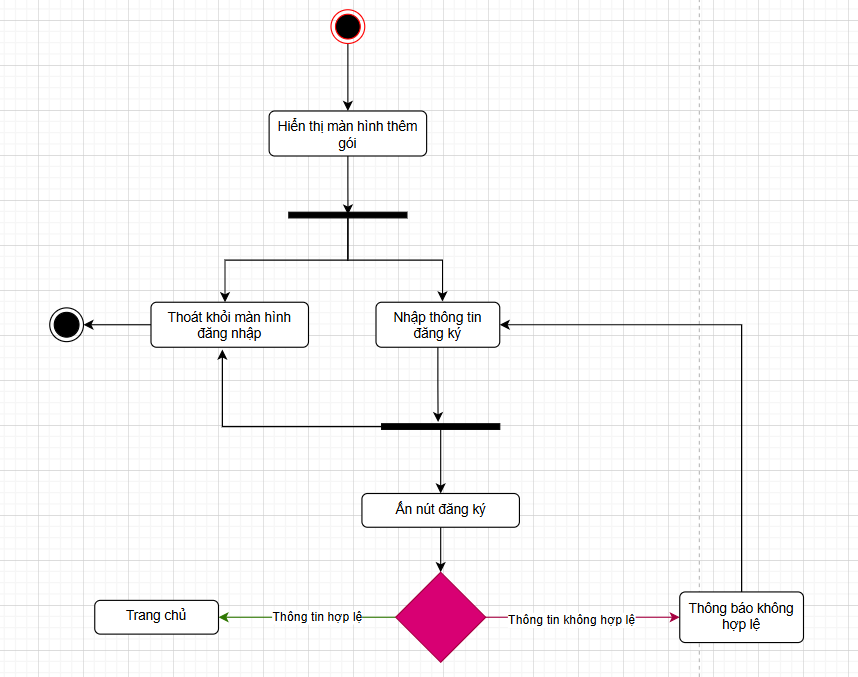 Hiển thị màn hình thêm
gói
Thoát khỏi màn hình
đăng nhập
Nhập thông tin
đăng ký
Ấn nút đăng ký
Trang chủ
Thông tin hợp lệ
Thông tin không hợp lệ
Thông báo không
hợp lệ